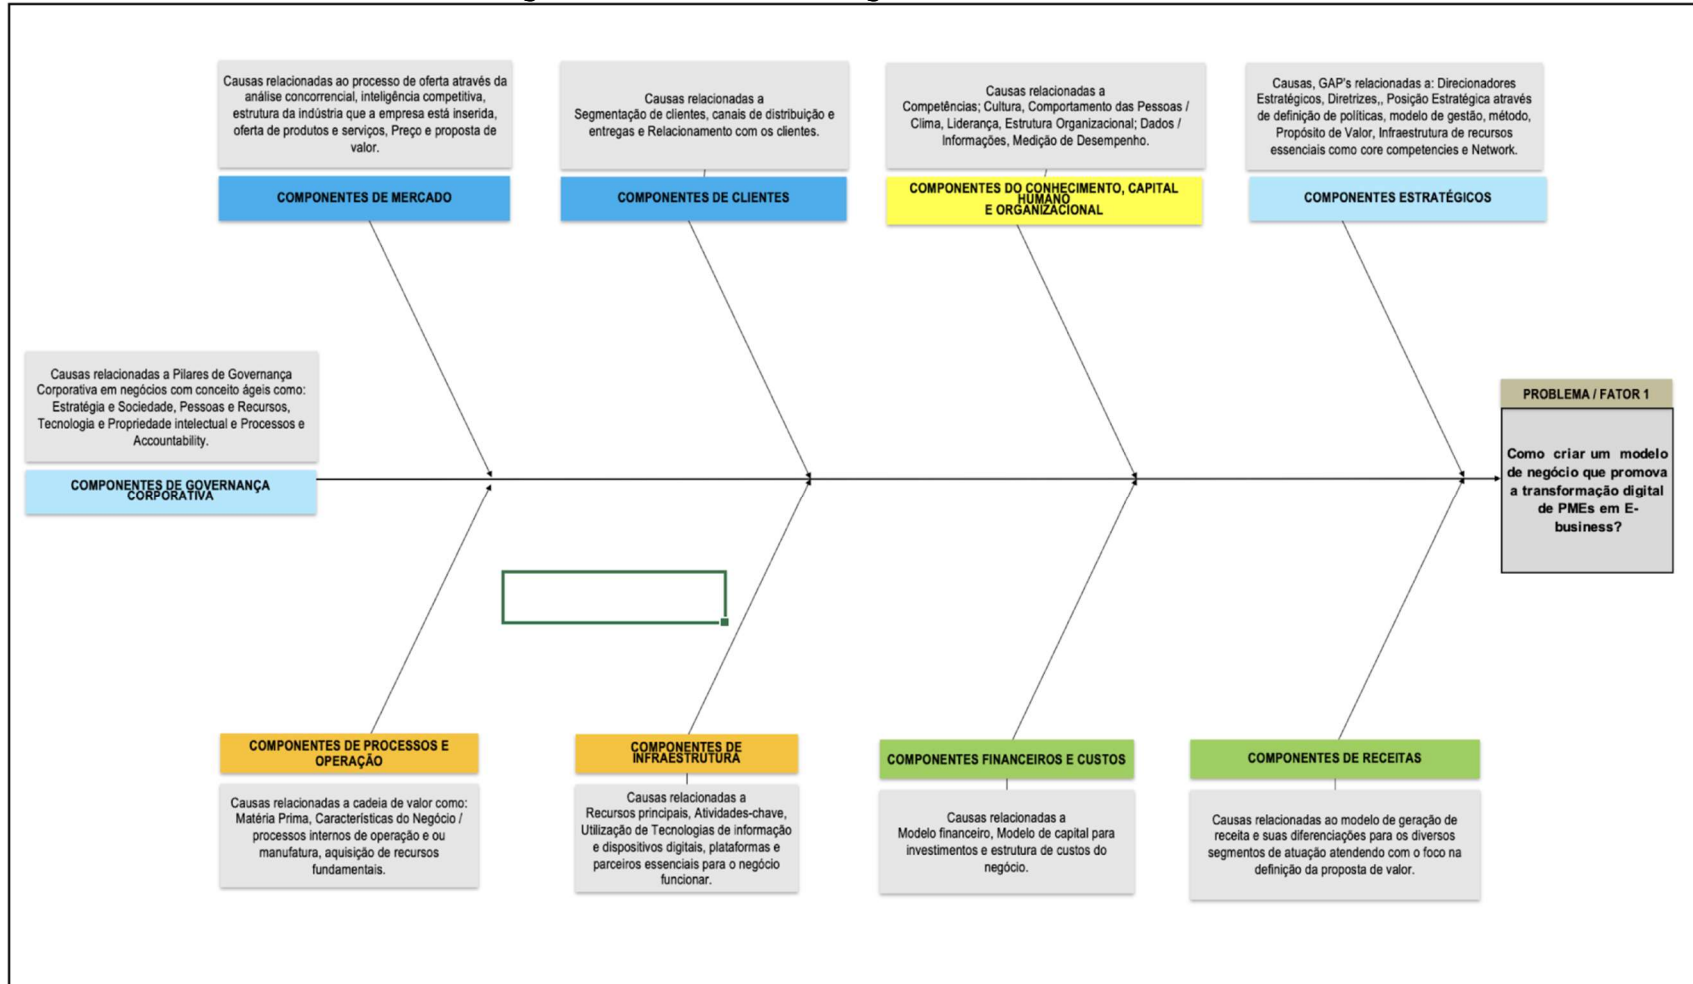 Causas relacionadas ao processo de oferta através da
análise concorrencial, inteligência competitiva,
estrutura da indústria que a empresa está inserida,
oferta de produtos e serviços, Preço e proposta de
valor.
COMPONENTES DE MERCADO
Causas relacionadas a
Segmentação de clientes, canais de distribuição e
entregas e Relacionamento com os clientes.
COMPONENTES DE CLIENTES
Causas relacionadas a
Competências; Cultura, Comportamento das Pessoas /
Clima, Liderança, Estrutura Organizacional; Dados /
Informações, Medição de Desempenho.
COMPONENTES DO CONHECIMENTO, CAPITAL
HUMANO
E ORGANIZACIONAL
Causas, GAP's relacionadas a: Direcionadores
Estratégicos, Diretrizes,, Posição Estratégica através
de definição de políticas, modelo de gestão, método,
Propósito de Valor, Infraestrutura de recursos
essenciais como core competencies e Network.
COMPONENTES ESTRATÉGICOS
Causas relacionadas a Pilares de Governança
Corporativa em negócios com conceito ágeis como:
Estratégia e Sociedade, Pessoas e Recursos,
Tecnologia e Propriedade intelectual e Processos e
Accountability.
COMPONENTES DE GOVERNANÇA
CORPORATIVA
PROBLEMA / FATOR 1
Como criar um modelo
de negócio que promova
a transformação digital
de PMEs em E-
business?
COMPONENTES DE PROCESSOS E
OPERAÇÃO
Causas relacionadas a cadeia de valor como:
Matéria Prima, Características do Negócio /
processos internos de operação e ou
manufatura, aquisição de recursos
fundamentais.
COMPONENTES DE
INFRAESTRUTURA
Causas relacionadas a
Recursos principais, Atividades-chave,
Utilização de Tecnologias de informação
e dispositivos digitais, plataformas e
parceiros essenciais para o negócio
funcionar.
COMPONENTES FINANCEIROS E CUSTOS
Causas relacionadas a
Modelo financeiro, Modelo de capital para
investimentos e estrutura de custos do
negócio.
COMPONENTES DE RECEITAS
Causas relacionadas ao modelo de geração de
receita e suas diferenciações para os diversos
segmentos de atuação atendendo com o foco na
definição da proposta de valor.